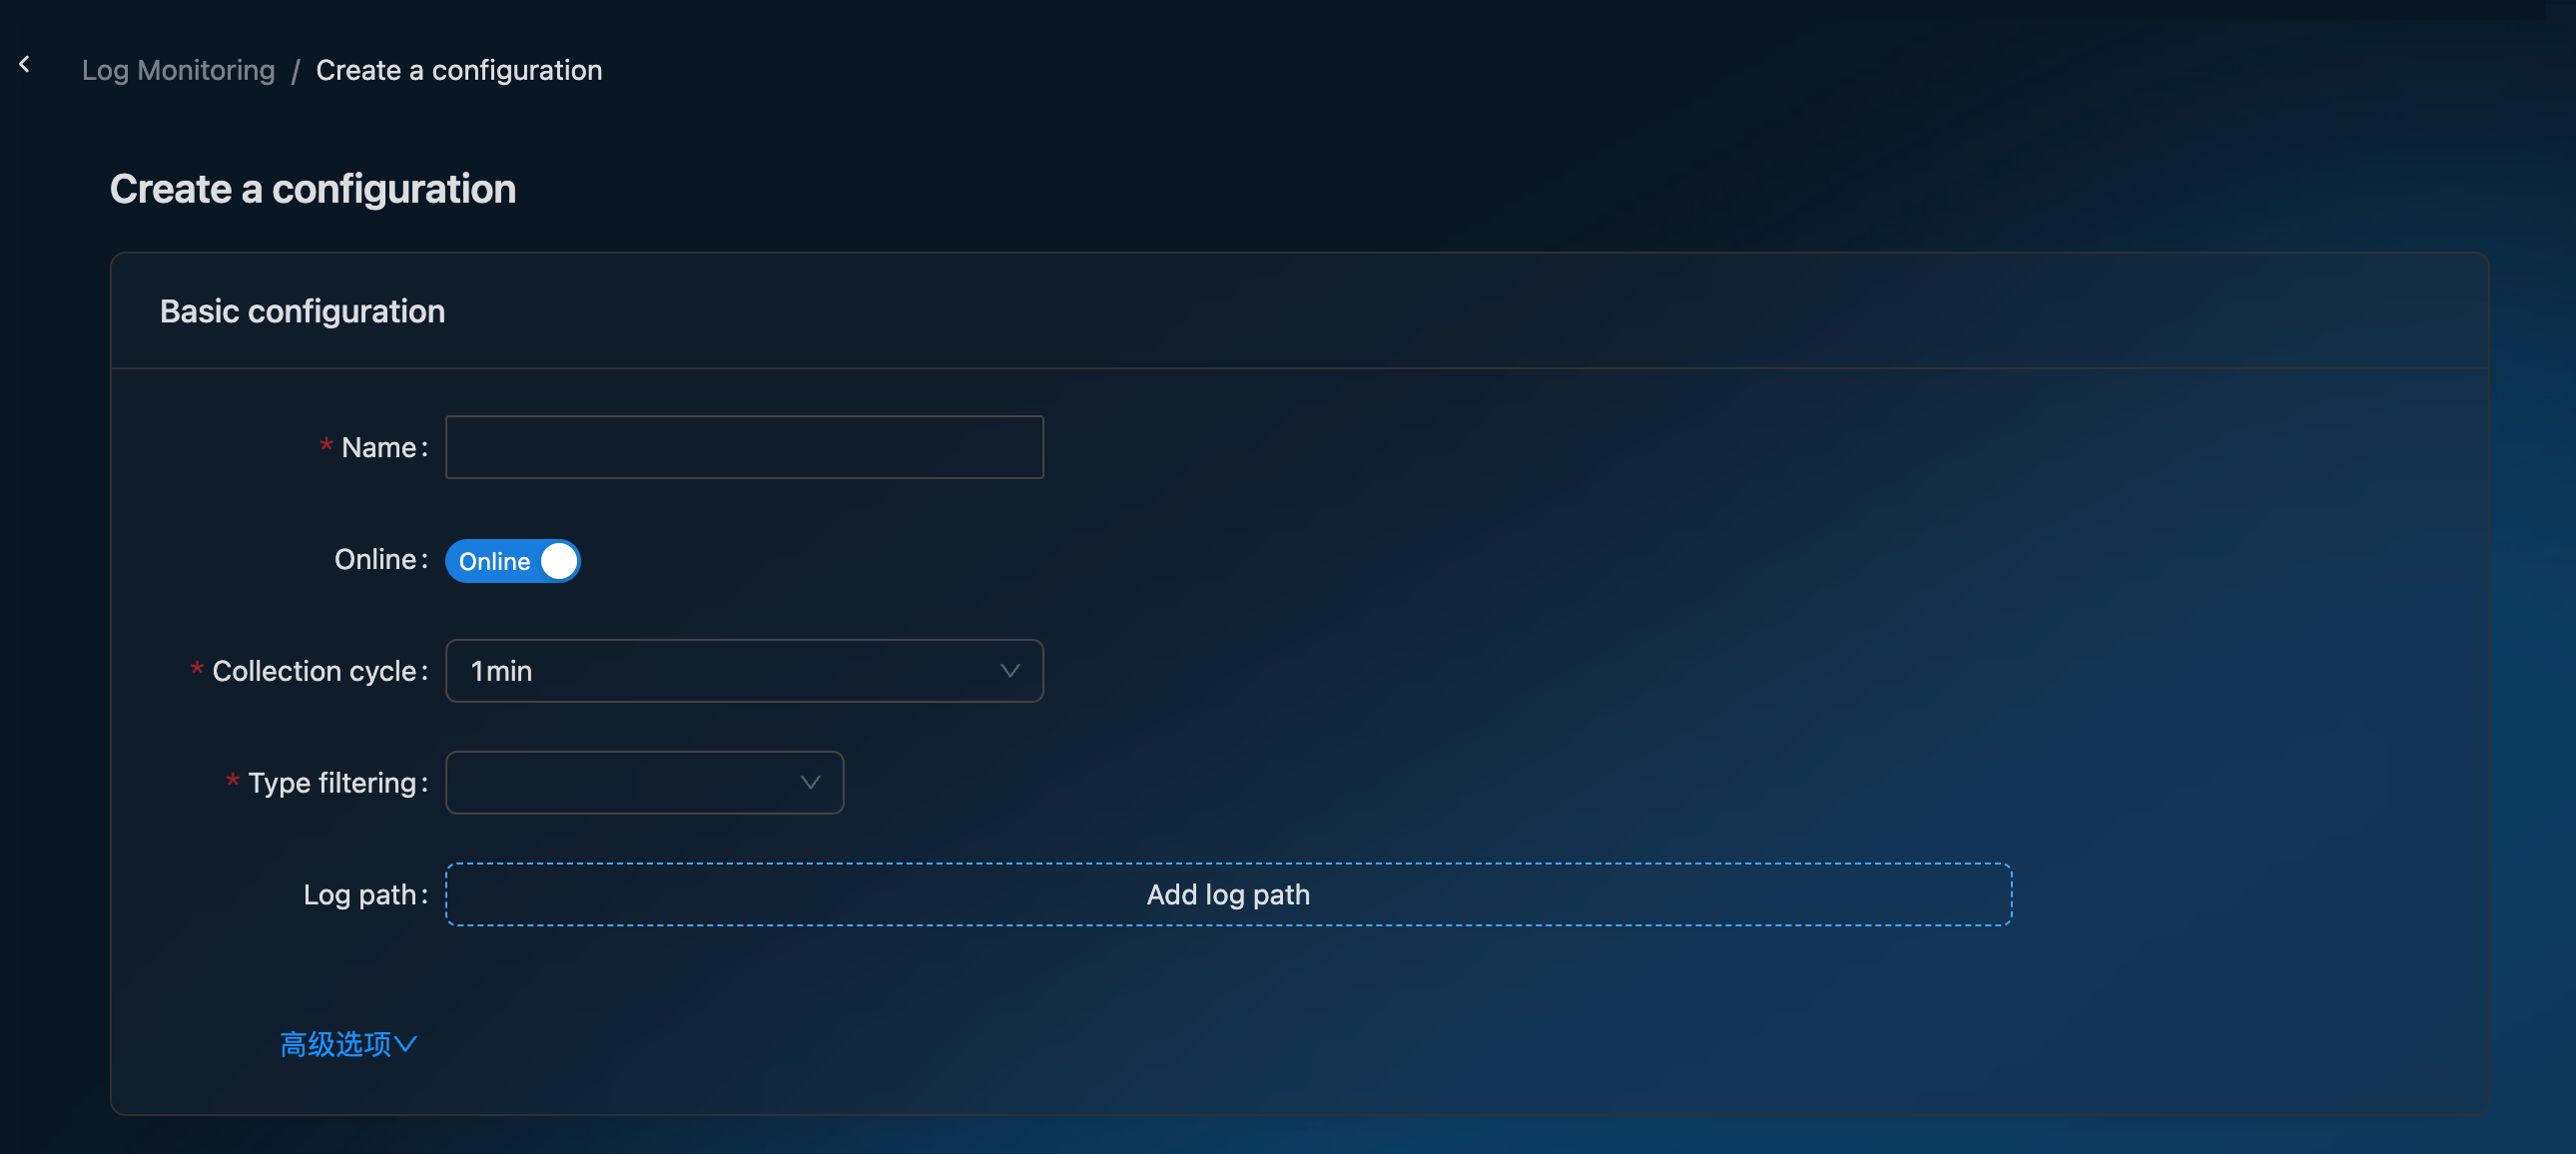 Log Monitoring / Create a configuration
Create a configuration
Basic configuration
* Name:
Online: Online
* Collection cycle: 1min
* Type filtering:
Log path: Add log path
高级选项